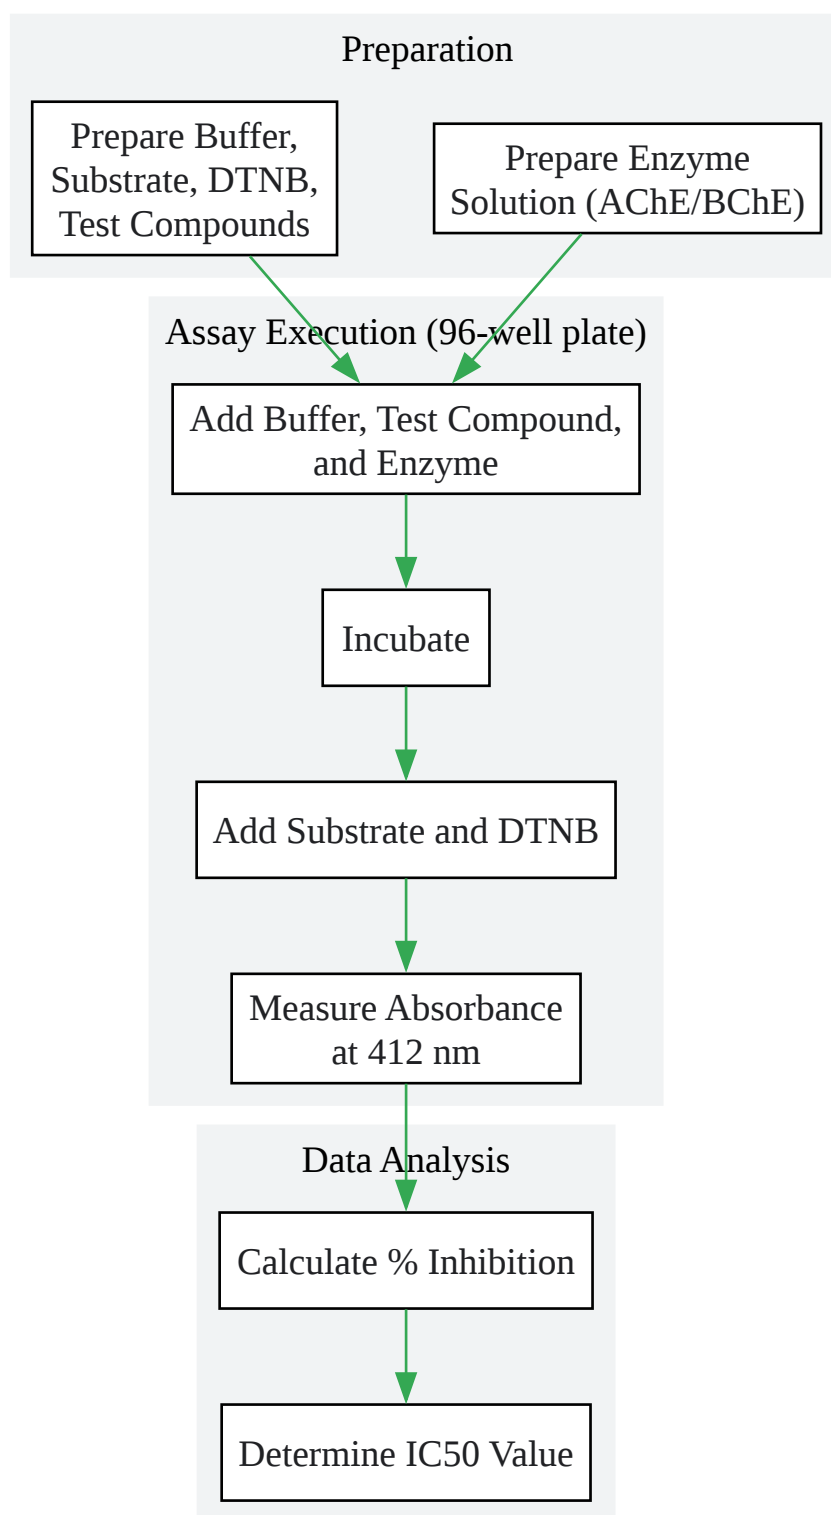 Preparation
Prepare Buffer,
Substrate, DTNB,
Test Compounds
Prepare Enzyme
Solution (AChE/BChE)
Assay Execution (96-well plate)
Add Buffer, Test Compound,
and Enzyme
Incubate
Add Substrate and DTNB
Measure Absorbance
at 412 nm
Data Analysis
Calculate % Inhibition
Determine IC50 Value